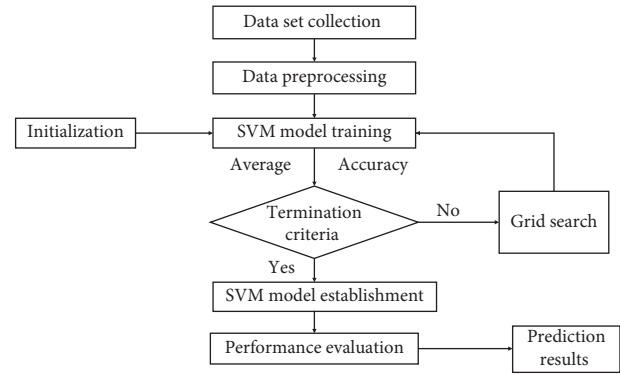 Data set collection
Data preprocessing
Initialization
SVM model training
Average
Accuracy
Termination
criteria
No
Grid search
Yes
SVM model establishment
Performance evaluation
Prediction
results